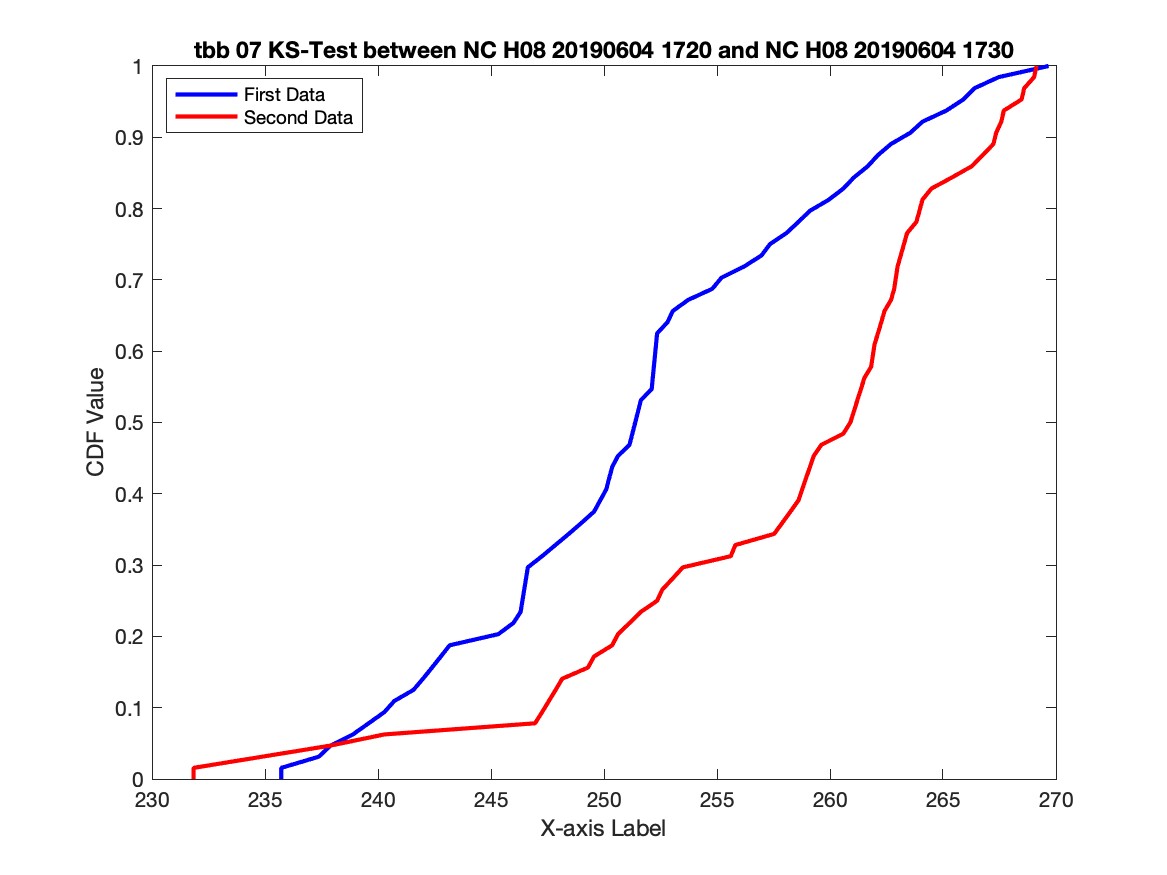 tbb 07 KS-Test between NC H08 20190604 1720 and NC H08 20190604 1730
First Data
Second Data
1
0.9
0.8
0.7
0.6
0.5
0.4
0.3
0.2
0.1
0
CDF Value
230 235 240 245 250 255 260 265 270
X-axis Label